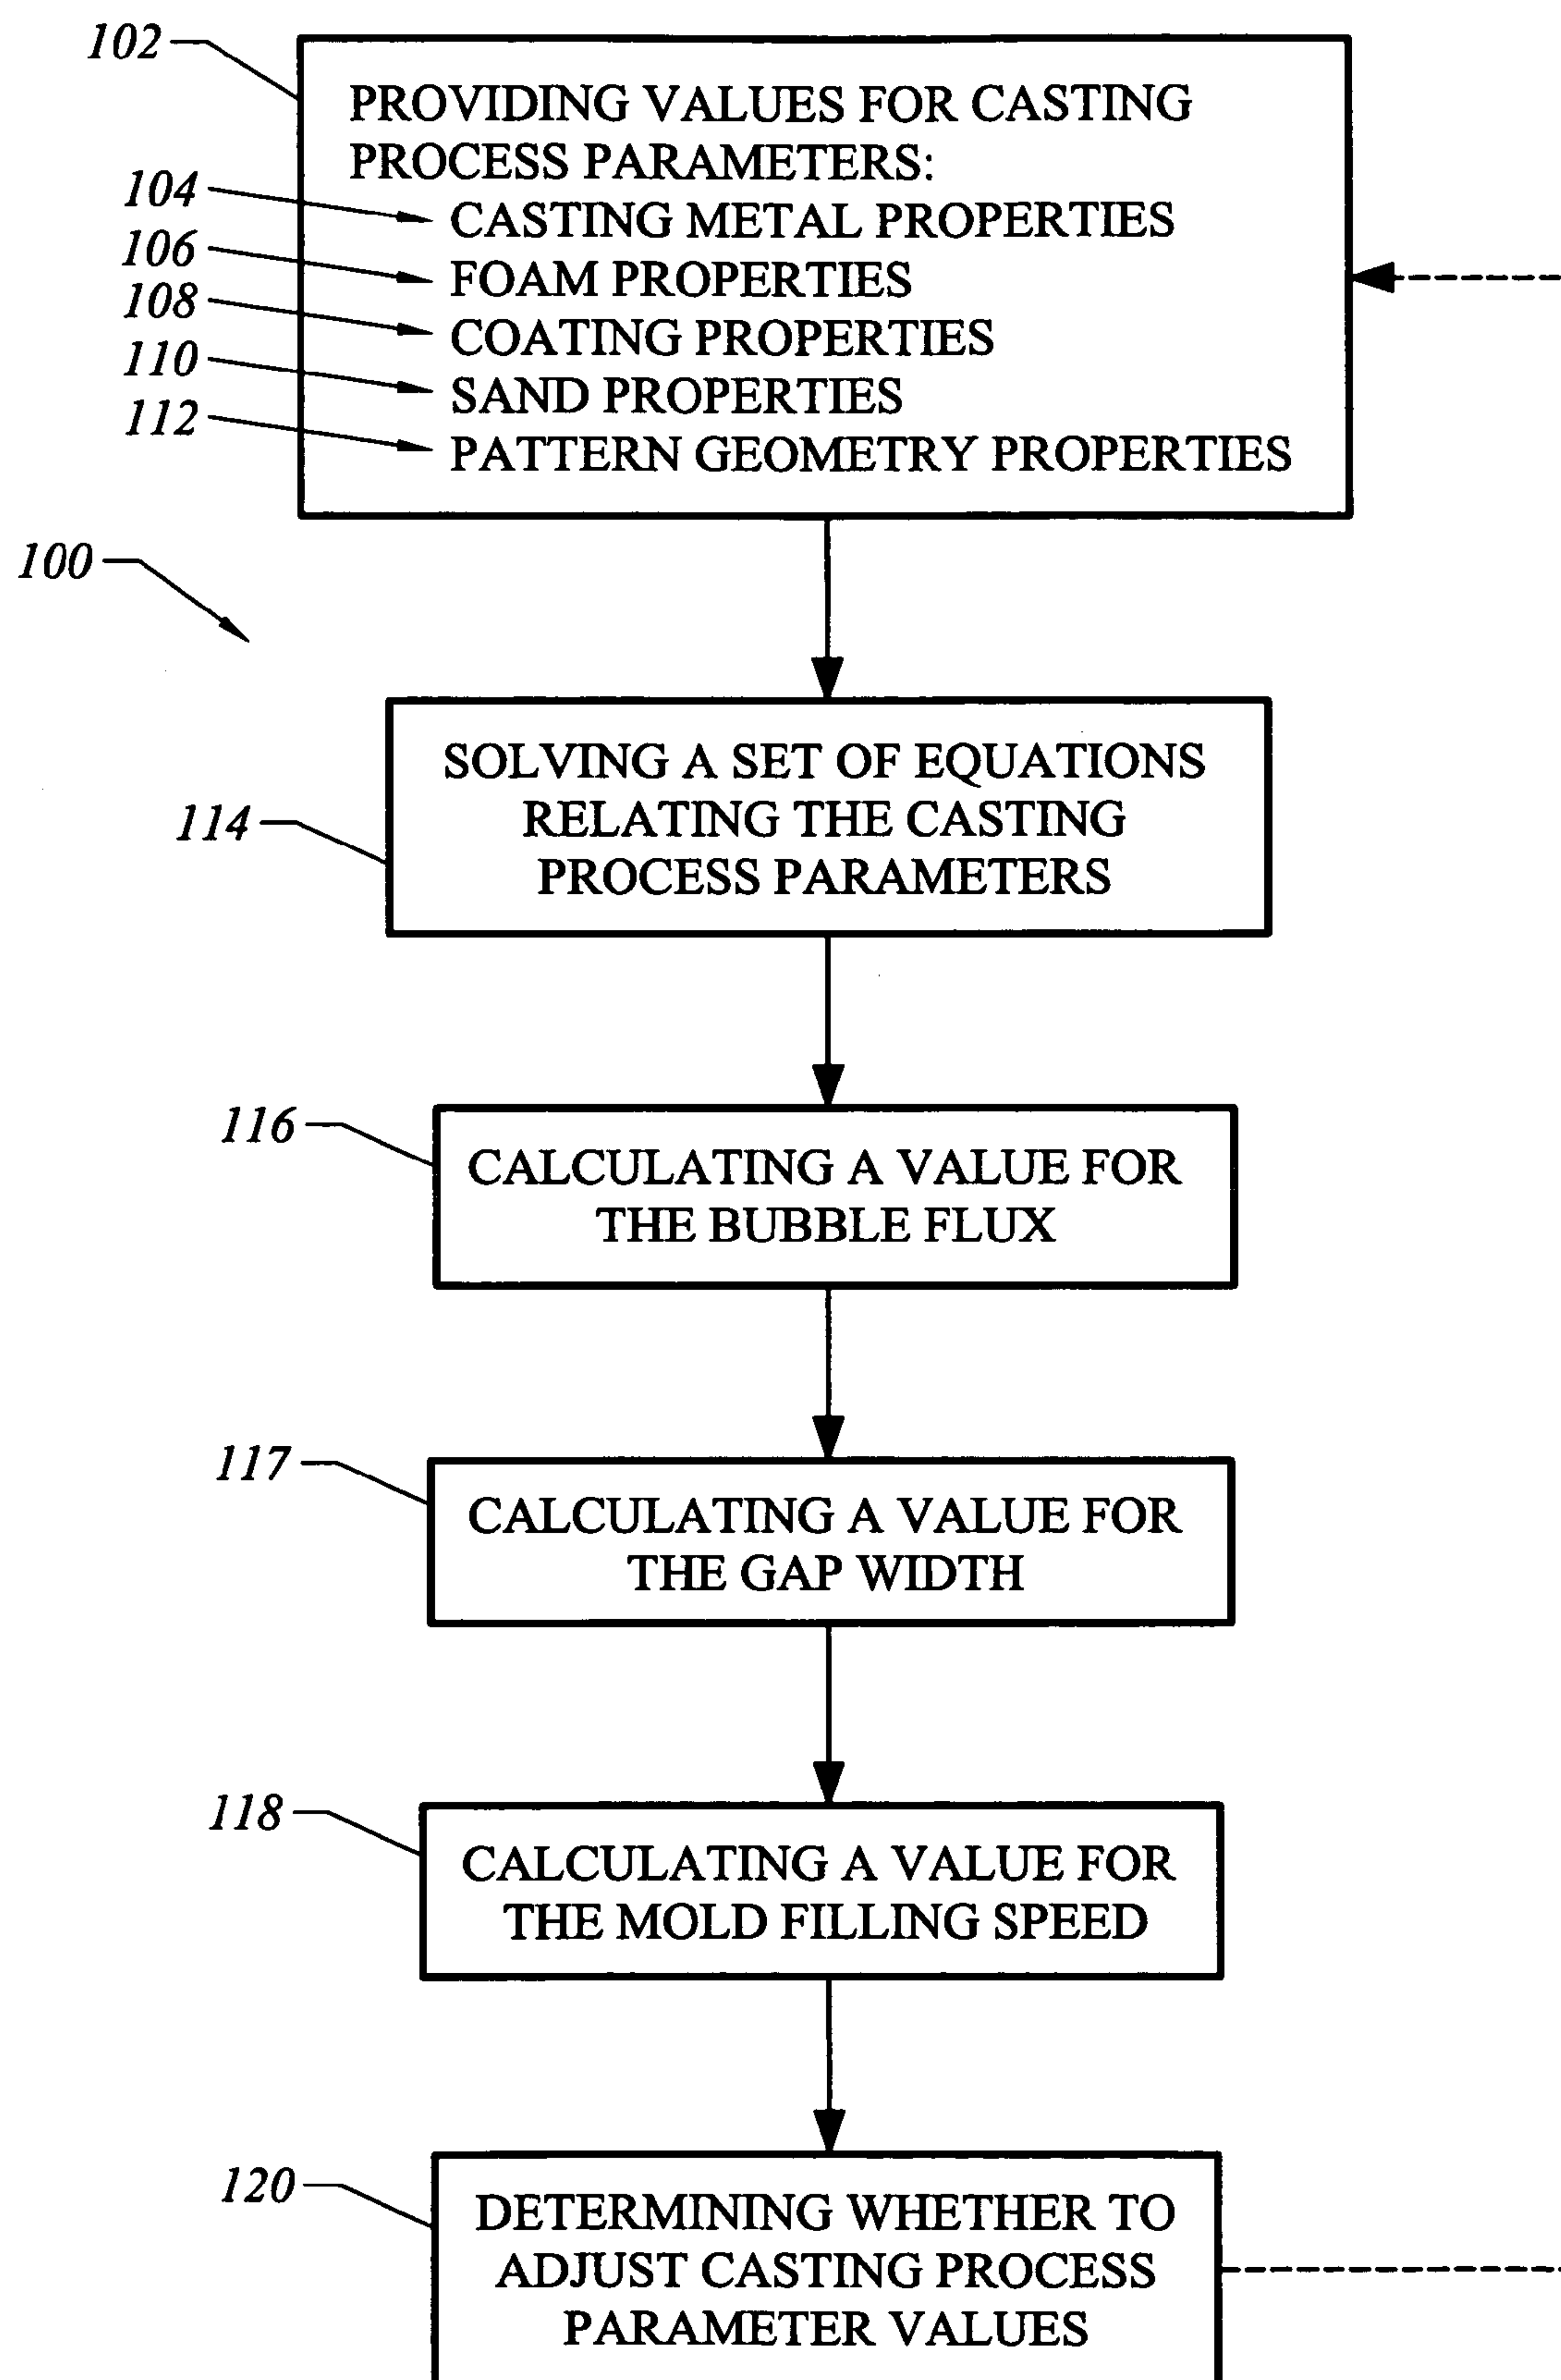 102
PROVIDING VALUES FOR CASTING
PROCESS PARAMETERS:
104
CASTING METAL PROPERTIES
106
FOAM PROPERTIES
108
COATING PROPERTIES
110
SAND PROPERTIES
112
PATTERN GEOMETRY PROPERTIES
100
SOLVING A SET OF EQUATIONS
RELATING THE CASTING
PROCESS PARAMETERS
114
116
CALCULATING A VALUE FOR
THE BUBBLE FLUX
117
CALCULATING A VALUE FOR
THE GAP WIDTH
118
CALCULATING A VALUE FOR
THE MOLD FILLING SPEED
120
DETERMINING WHETHER TO
ADJUST CASTING PROCESS
PARAMETER VALUES